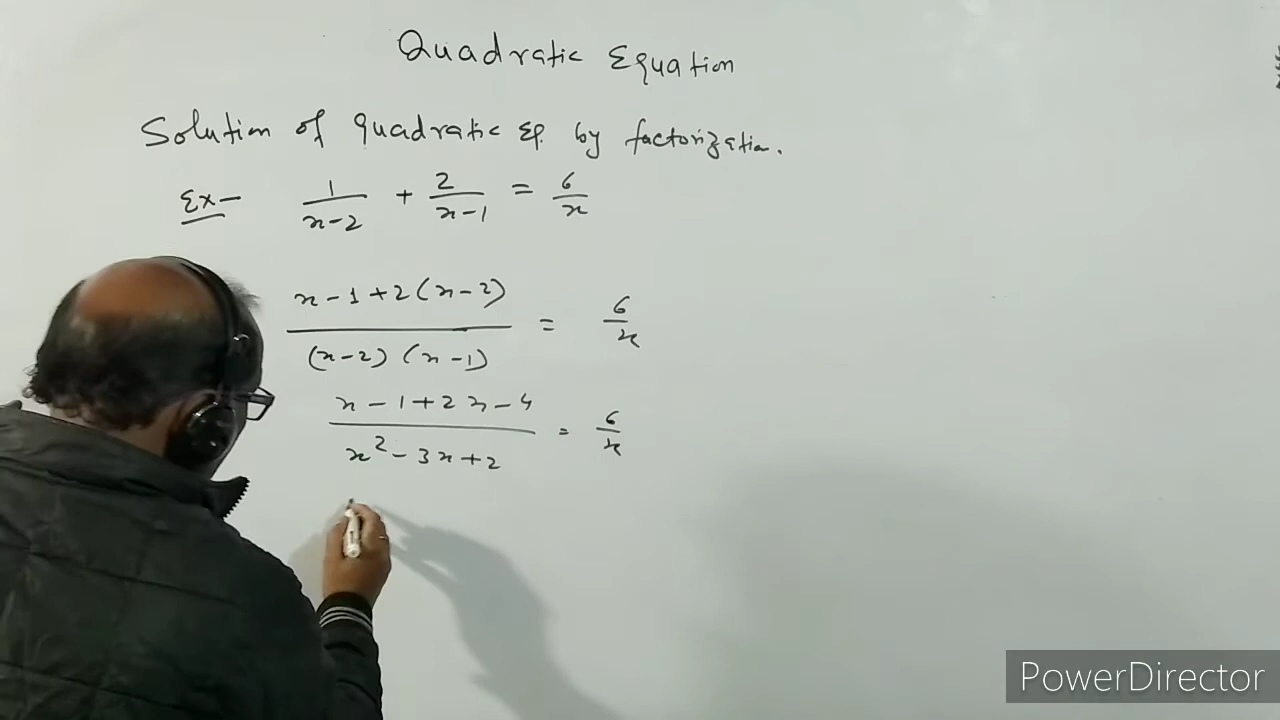 Quadratic Equation
Solution of quadratic Eq. by factorization.
Ex- 1/(x-2) + 2/(x-1) = 6/x
(x-1+2(x-2))/((x-2)(x-1)) = 6/x
(x-1+2x-4)/(x²-3x+2) = 6/x
PowerDirector